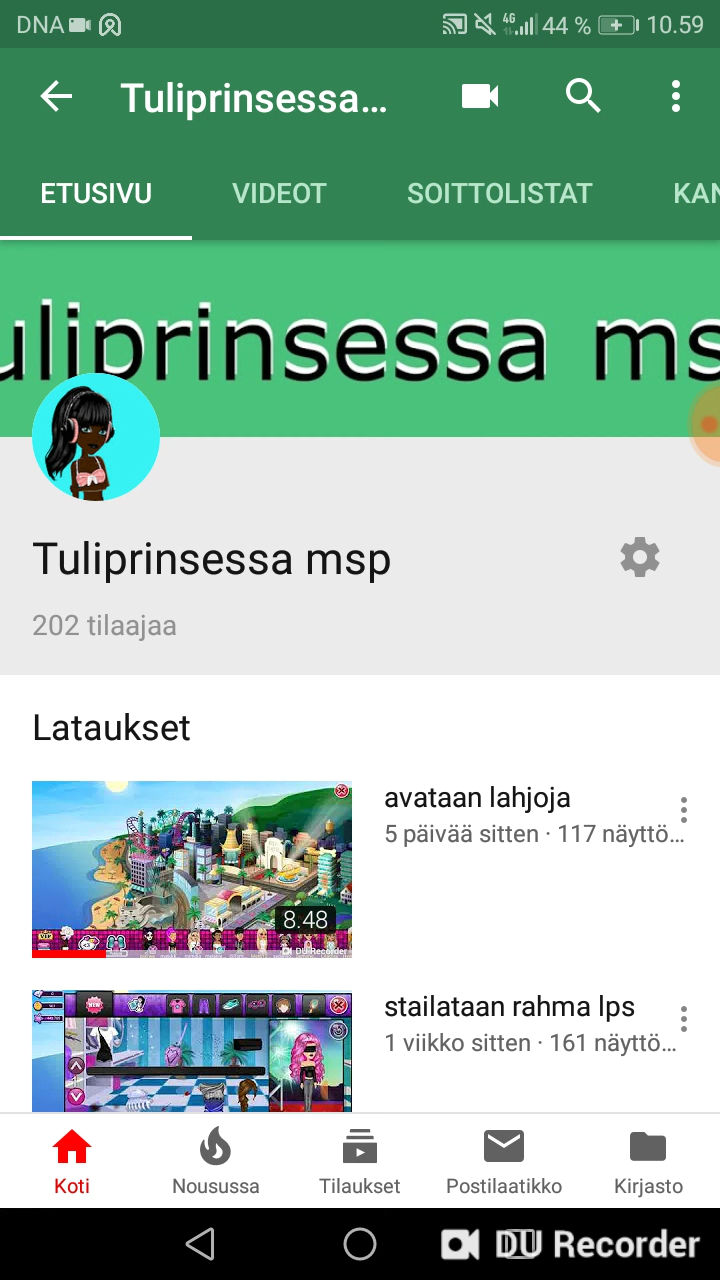 DNA 4G 44 % 10.59
Tuliprinsessa...
ETUSIVU VIDEOT SOITTOLISTAT KAN
uliprinsessa ms
Tuliprinsessa msp
202 tilaajaa
Lataukset
avataan lahjoja
5 päivää sitten · 117 näyttö...
8.48
DU Recorder
stailataan rahma lps
1 viikko sitten · 161 näyttö...
Koti Nousussa Tilaukset Postilaatikko Kirjasto
DU Recorder